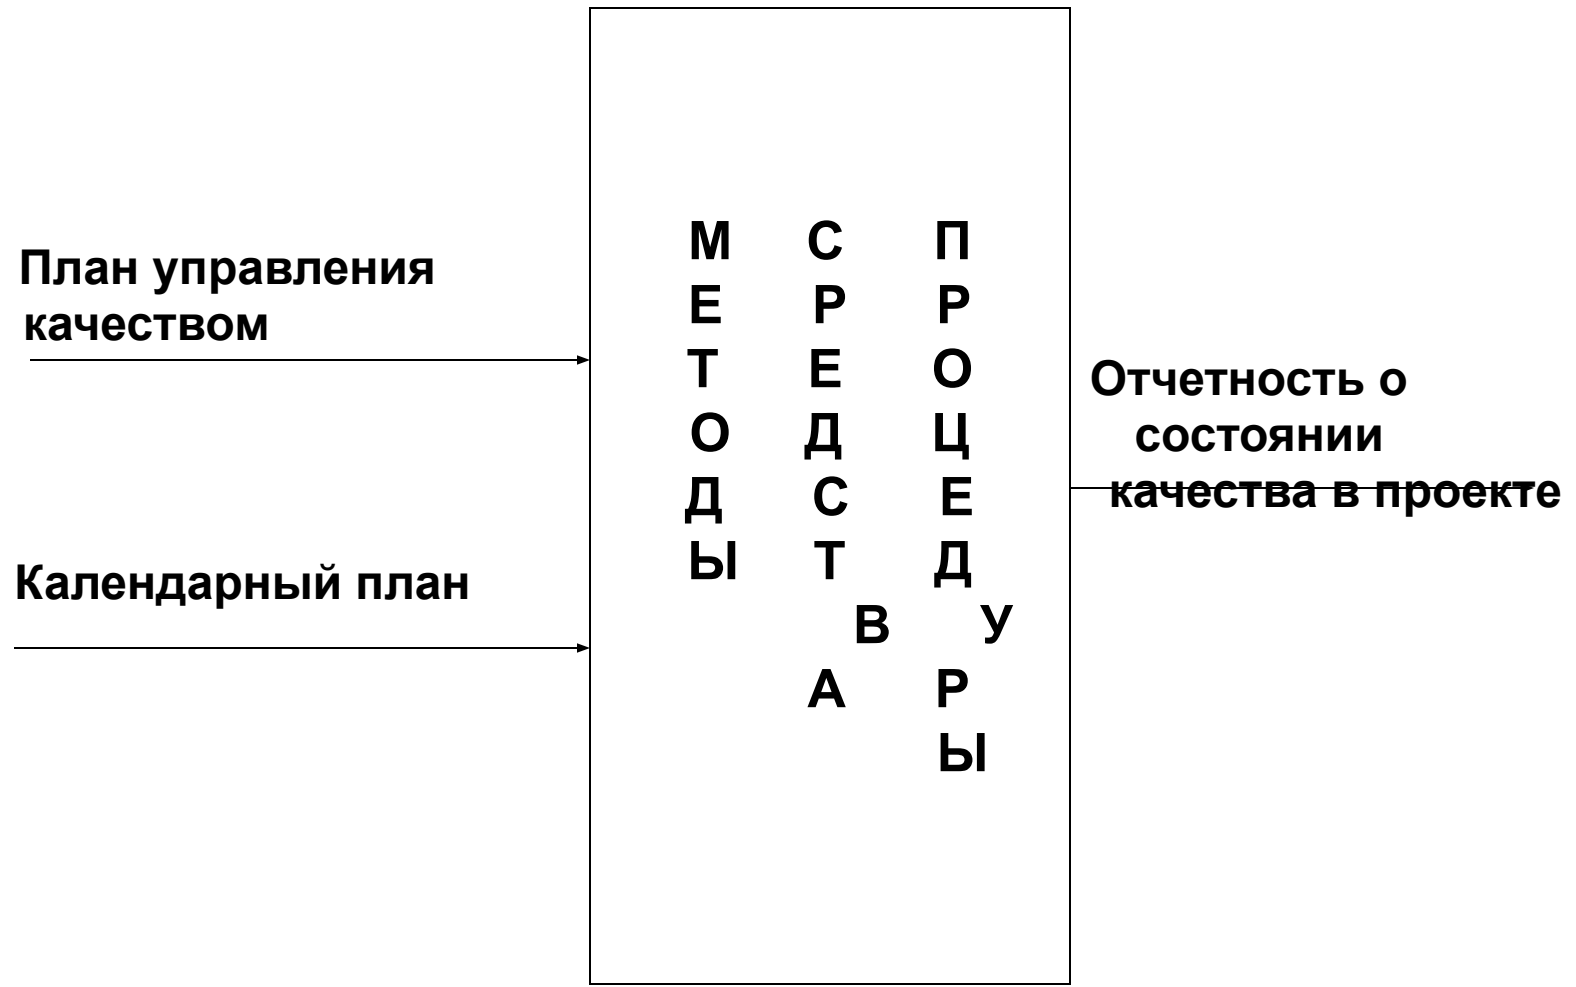 План управления
качеством
Календарный план
М С П
Е Р Р
Т Е О
О Д Ц
Д С Е
Ы Т Д
В У
А Р
Ы
Отчетность о
состоянии
качества в проекте